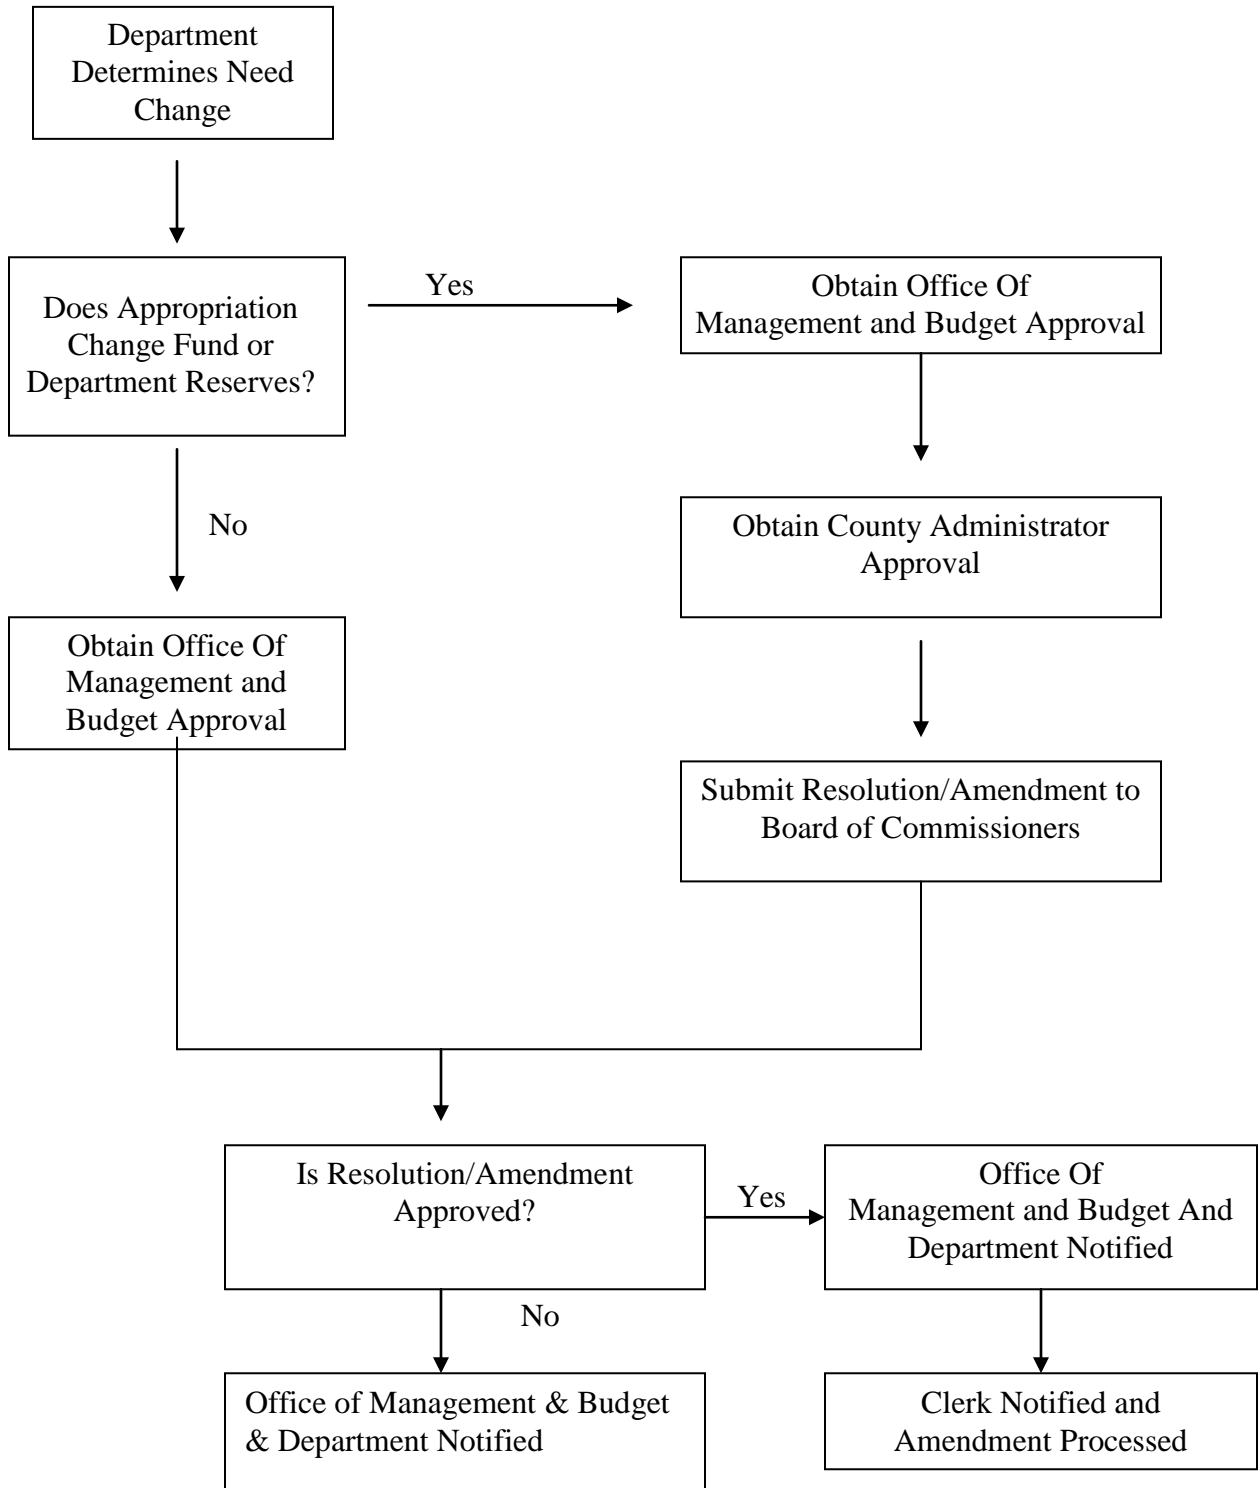 Department
Determines Need
Change
Does Appropriation
Change Fund or
Department Reserves?
Yes
Obtain Office Of
Management and Budget Approval
No
Obtain County Administrator
Approval
Obtain Office Of
Management and
Budget Approval
Submit Resolution/Amendment to
Board of Commissioners
Is Resolution/Amendment
Approved?
Yes
Office Of
Management and Budget And
Department Notified
No
Office of Management & Budget
& Department Notified
Clerk Notified and
Amendment Processed